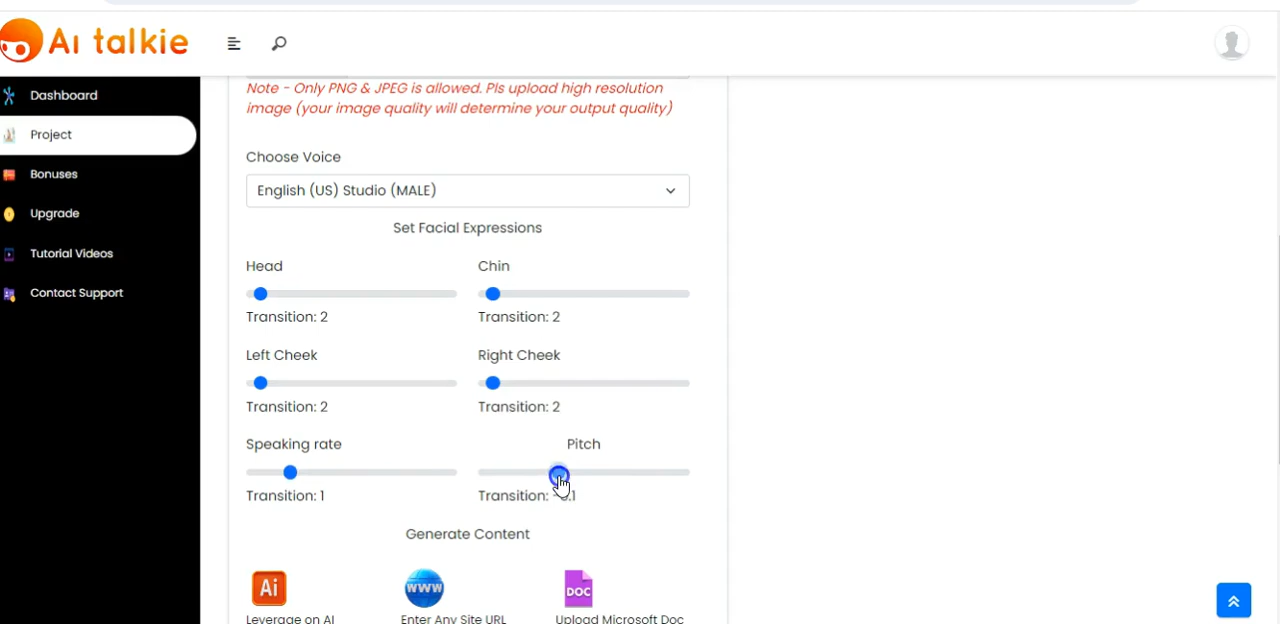 Ai talkie
Dashboard
Project
Bonuses
Upgrade
Tutorial Videos
Contact Support
Note - Only PNG & JPEG is allowed. Pls upload high resolution
image (your image quality will determine your output quality)
Choose Voice
English (US) Studio (MALE)
Set Facial Expressions
Head Chin
Transition: 2 Transition: 2
Left Cheek Right Cheek
Transition: 2 Transition: 2
Speaking rate Pitch
Transition: 1 Transition:
Generate Content
Ai WWW DOC
Leverage on AI Enter Any Site URL Upload Microsoft Doc